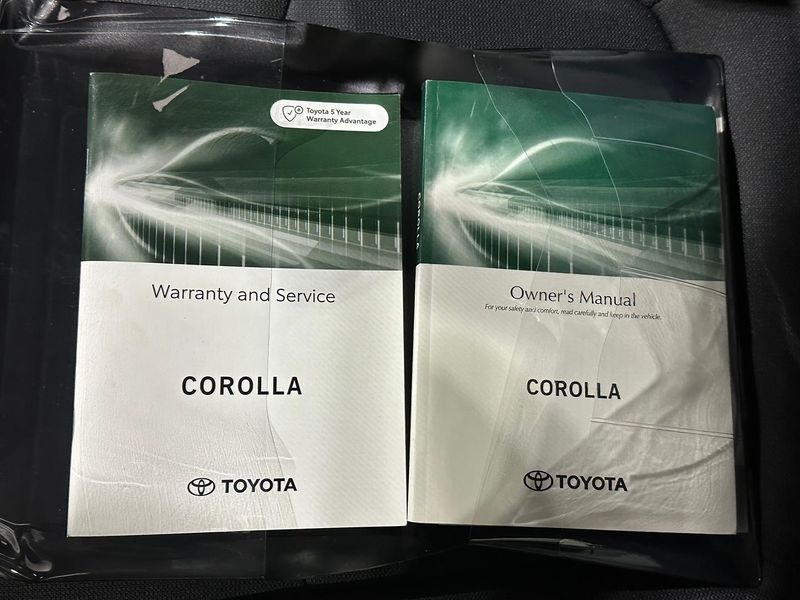 Toyota 5 Year
Warranty Advantage
Warranty and Service
COROLLA
TOYOTA
COROLLA
Owner's Manual
For your safety and comfort, read carefully and keep in the vehicle.
COROLLA
TOYOTA